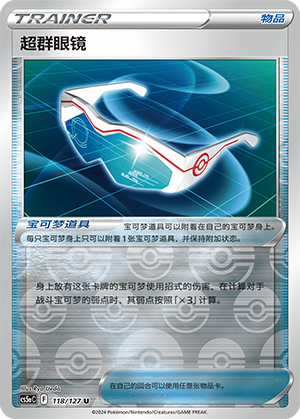 TRAINER 物品
超群眼镜
宝可梦道具 宝可梦道具可以附着在自己的宝可梦身上。
每只宝可梦身上只可以附着1张宝可梦道具，并保持附加状态。
身上放有这张卡牌的宝可梦使用招式的伤害，在计算对手
战斗宝可梦的弱点时，其弱点按照「×3」计算。
Illus.Ryo Ueda
CS5aC F 118/127 U
在自己的回合可以使用任意张物品卡。
©2024 Pokémon/Nintendo/Creatures/GAME FREAK.